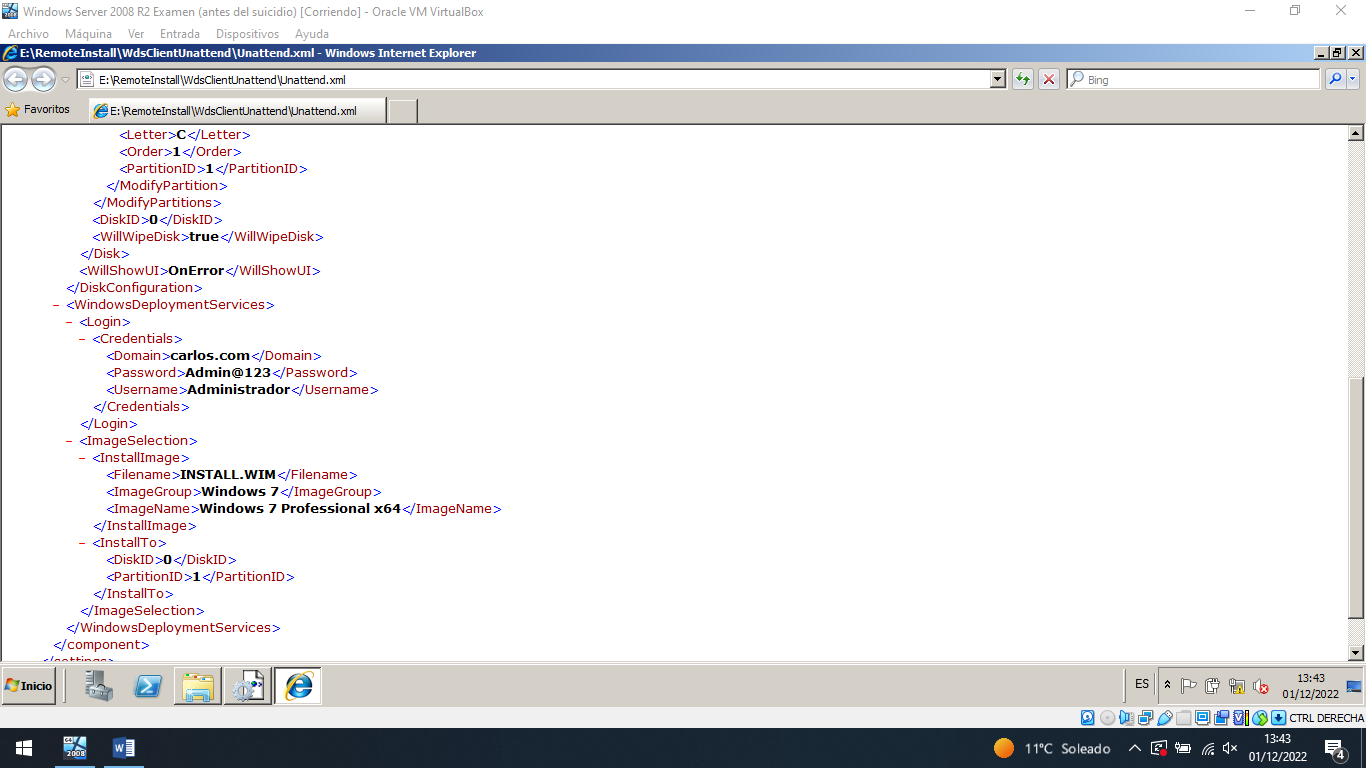 Windows Server 2008 R2 Examen (antes del suicidio) [Corriendo] - Oracle VM VirtualBox
Archivo Máquina Ver Entrada Dispositivos Ayuda
E:\RemoteInstall\WdsClientUnattend\Unattend.xml - Windows Internet Explorer
E:\RemoteInstall\WdsClientUnattend\Unattend.xml Bing
Favoritos E:\RemoteInstall\WdsClientUnattend\Unattend.xml
<Letter>C</Letter>
<Order>1</Order>
<PartitionID>1</PartitionID>
</ModifyPartition>
</ModifyPartitions>
<DiskID>0</DiskID>
<WillWipeDisk>true</WillWipeDisk>
</Disk>
<WillShowUI>OnError</WillShowUI>
</DiskConfiguration>
- <WindowsDeploymentServices>
- <Login>
- <Credentials>
<Domain>carlos.com</Domain>
<Password>Admin@123</Password>
<Username>Administrador</Username>
</Credentials>
</Login>
- <ImageSelection>
- <InstallImage>
<Filename>INSTALL.WIM</Filename>
<ImageGroup>Windows 7</ImageGroup>
<ImageName>Windows 7 Professional x64</ImageName>
</InstallImage>
- <InstallTo>
<DiskID>0</DiskID>
<PartitionID>1</PartitionID>
</InstallTo>
</ImageSelection>
</WindowsDeploymentServices>
</component>
</settings>
Inicio ES 13:43
01/12/2022
CTRL DERECHA
11°C Soleado 13:43
01/12/2022 4